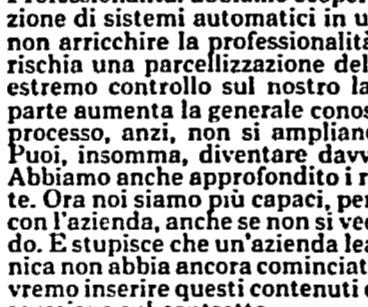 zione di sistemi automatici in u
non arricchire la professionalità
rischia una parcellizzazione del
estremo controllo sul nostro la
parte aumenta la generale conos
processo, anzi, non si amplian
Puoi, insomma, diventare davv
Abbiamo anche approfondito i r
te. Ora noi siamo più capaci, per
con l'azienda, anche se non si ved
do. E stupisce che un'azienda lea
nica non abbia ancora cominciat
vremo inserire questi contenuti